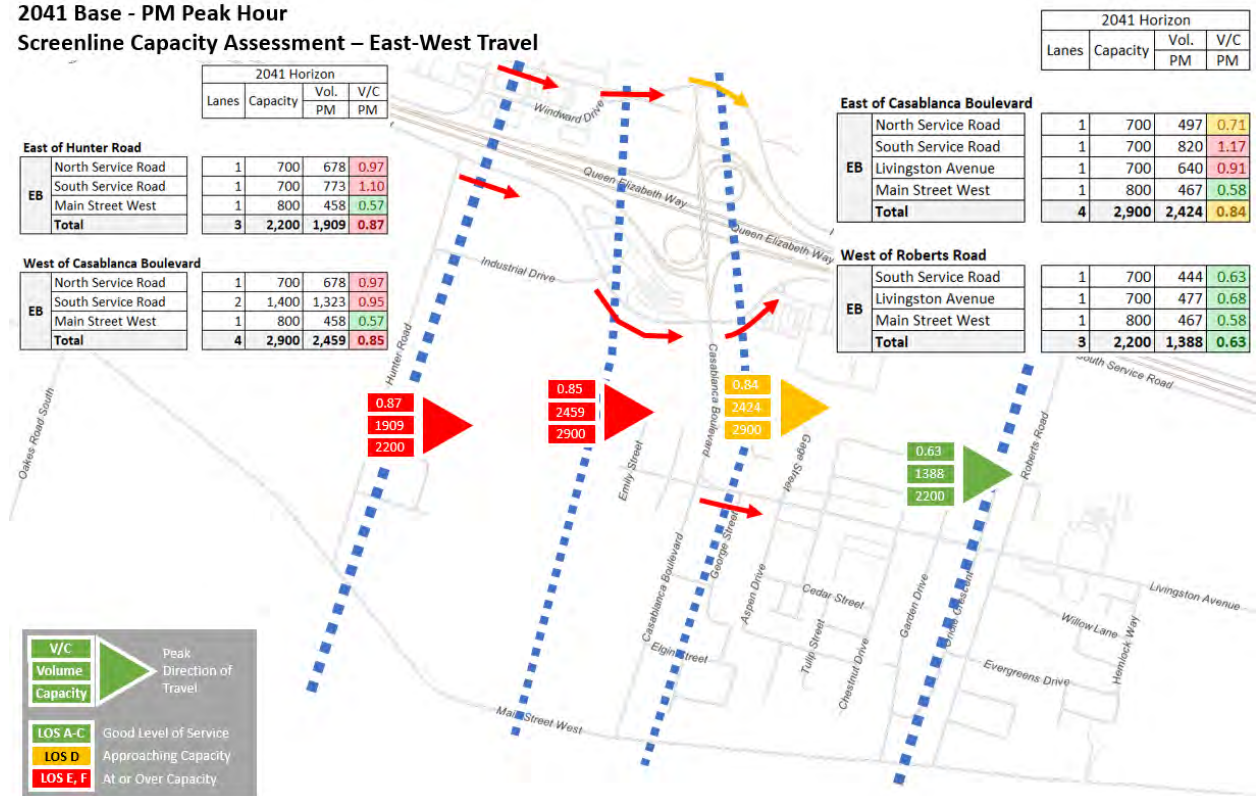 2041 Base - PM Peak Hour
Screenline Capacity Assessment – East-West Travel
2041 Horizon
Lanes Capacity Vol. V/C
PM PM
East of Hunter Road
EB
North Service Road 1 700 678 0.97
South Service Road 1 700 773 1.10
Main Street West 1 800 458 0.57
Total 3 2,200 1,909 0.87
West of Casablanca Boulevard
EB
North Service Road 1 700 678 0.97
South Service Road 2 1,400 1,323 0.95
Main Street West 1 800 458 0.57
Total 4 2,900 2,459 0.85
2041 Horizon
Lanes Capacity Vol. V/C
PM PM
East of Casablanca Boulevard
EB
North Service Road 1 700 497 0.71
South Service Road 1 700 820 1.17
Livingston Avenue 1 700 640 0.91
Main Street West 1 800 467 0.58
Total 4 2,900 2,424 0.84
West of Roberts Road
EB
South Service Road 1 700 444 0.63
Livingston Avenue 1 700 477 0.68
Main Street West 1 800 467 0.58
Total 3 2,200 1,388 0.63
Windward Drive
Queen Elizabeth Way
Queen Elizabeth Way
Industrial Drive
Hunter Road
Oakes Road South
Casablanca Boulevard
South Service Road
0.87
1909
2200
0.85
2459
2900
0.84
2424
2900
0.63
1388
2200
Emily Street
Gage Street
Roberts Road
George Street
Casablanca Boulevard
Aspen Drive
Cedar Street
Garden Drive
Crescent
Livingston Avenue
Willow Lane
Hemlock Way
Elgin Street
Tulip Street
Chestnut Drive
Evergreens Drive
Main Street West
V/C
Volume
Capacity
Peak
Direction of
Travel
LOS A-C Good Level of Service
LOS D Approaching Capacity
LOS E, F At or Over Capacity